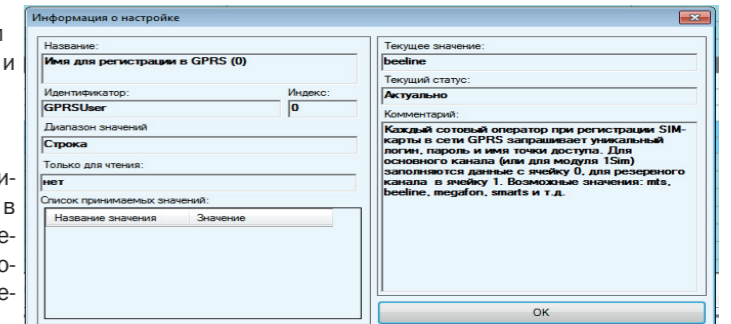 Информация о настройке
и
и-
в
е-
о-
е-
Название:
Имя для регистрации в GPRS (0)
Идентификатор:
Индекс:
GPRSUser
0
Диапазон значений
Строка
Только для чтения:
нет
Список принимаемых значений:
Название значения
Значение
Текущее значение:
beeline
Текущий статус:
Актуально
Комментарий:
Каждый сотовый оператор при регистрации SIM-
карты в сети GPRS запрашивает уникальный
логин, пароль и имя точки доступа. Для
основного канала (или для модуля 1Sim)
заполняются данные с ячейку 0, для резервного
канала в ячейку 1. Возможные значения: mts,
beeline, megafon, smarts и т.д.
OK